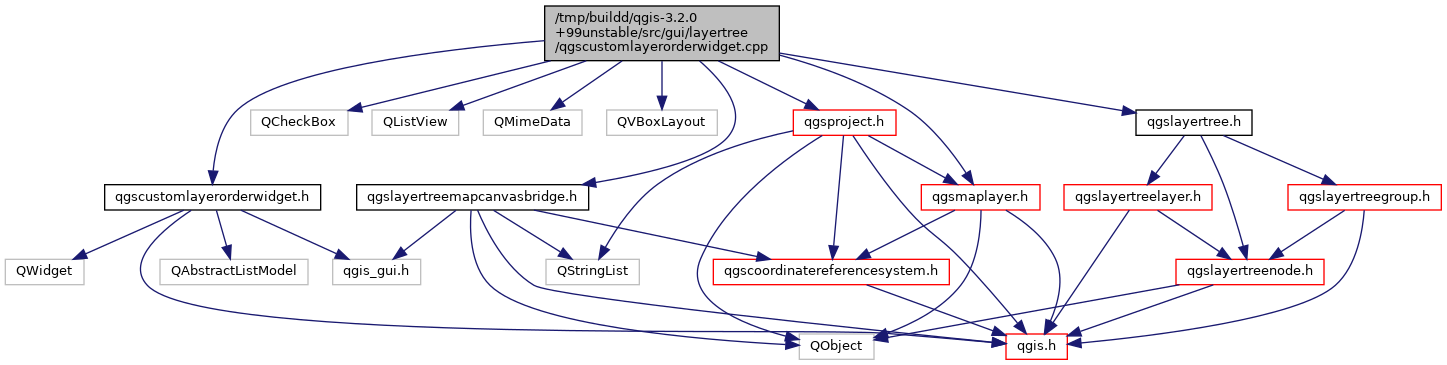 /tmp/buildd/qgis-3.2.0
+99unstable/src/gui/layertree
/qgscustomlayerorderwidget.cpp
QCheckBox
QListView
QMimeData
QVBoxLayout
qgsproject.h
qgslayertree.h
qgscustomlayerorderwidget.h
qgslayertreemapcanvasbridge.h
qgsmaplayer.h
qgslayertreelayer.h
qgslayertreegroup.h
QWidget
QAbstractListModel
qgis_gui.h
QStringList
qgscoordinatereferencesystem.h
qgslayertreenode.h
QObject
qgis.h